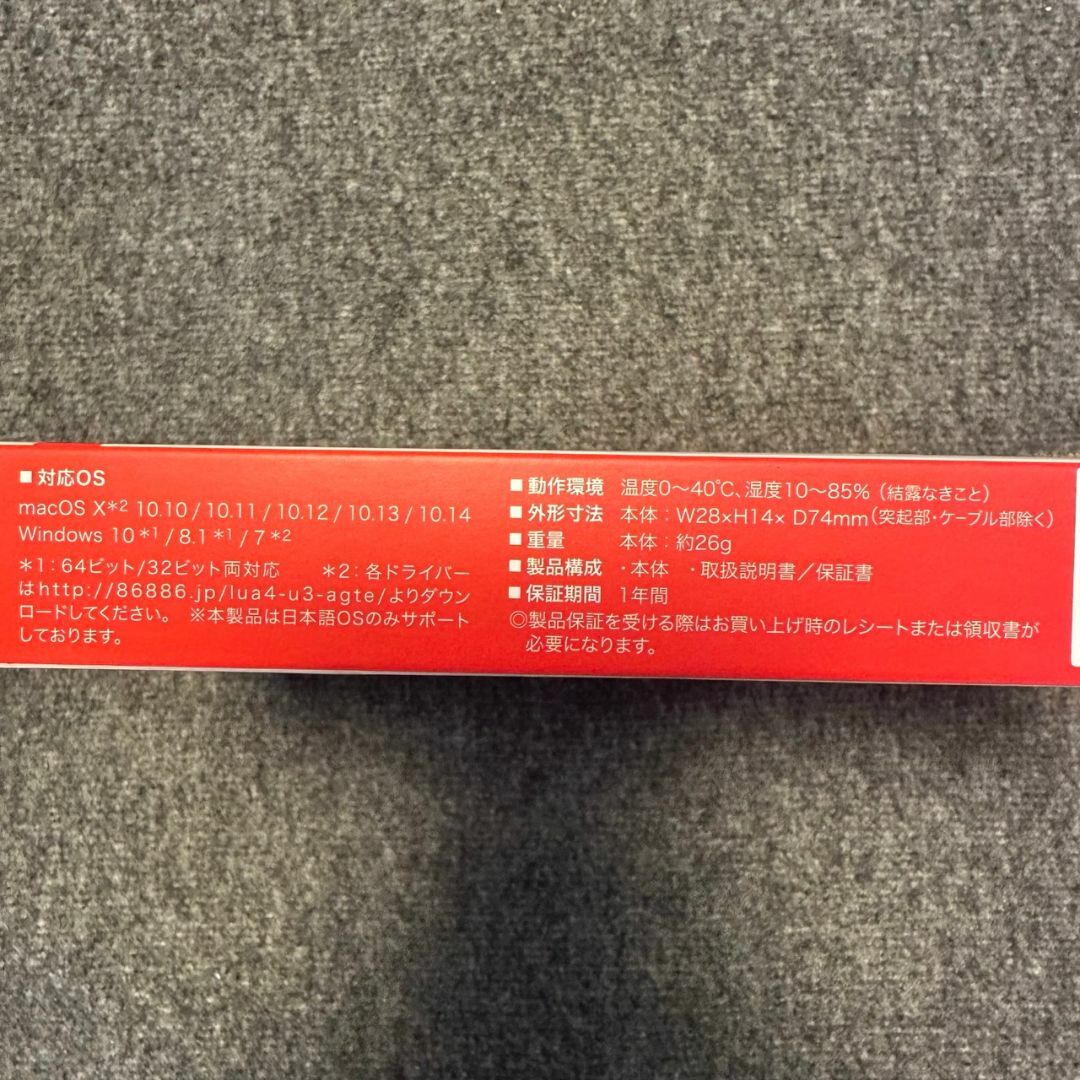 ■対応OS
macOS X*2 10.10 / 10.11 / 10.12 / 10.13 / 10.14
Windows 10*1 / 8.1*1 / 7*2
*1：64ビット/32ビット両対応　*2：各ドライバー
はhttp://86886.jp/lua4-u3-agte/よりダウン
ロードしてください。 ※本製品は日本語OSのみサポート
しております。
■動作環境 温度0～40℃、湿度10～85%（結露なきこと）
■外形寸法 本体：W28×H14× D74mm（突起部・ケーブル部除く）
■重量 本体：約26g
■製品構成 ・本体 ・取扱説明書／保証書
■保証期間 1年間
◎製品保証を受ける際はお買い上げ時のレシートまたは領収書が
必要になります。